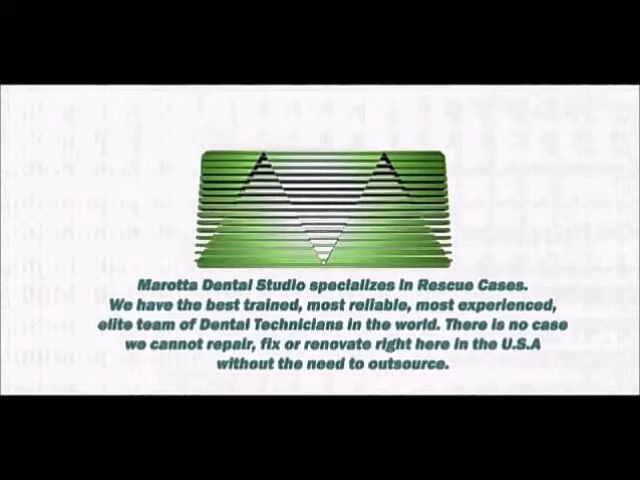 Marotta Dental Studio specializes in Rescue Cases.
We have the best trained, most reliable, most experienced,
elite team of Dental Technicians in the world. There is no case
we cannot repair, fix or renovate right here in the U.S.A
without the need to outsource.